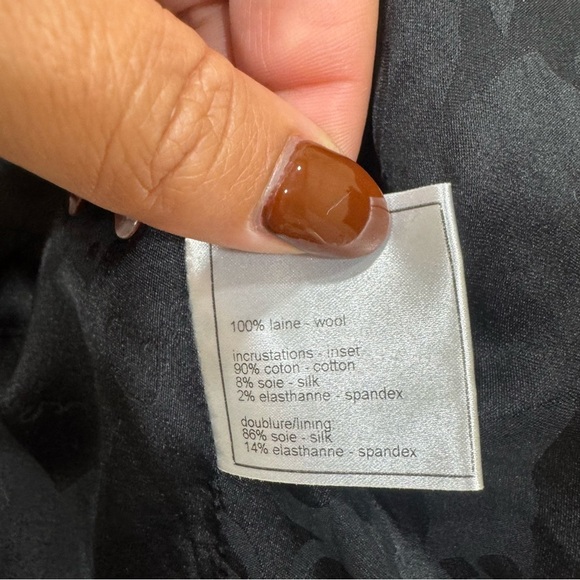 100% laine - wool
incrustations - inset
90% coton - cotton
8% soie - silk
2% elasthanne - spandex
doublure/lining:
86% soie - silk
14% elasthanne - spandex